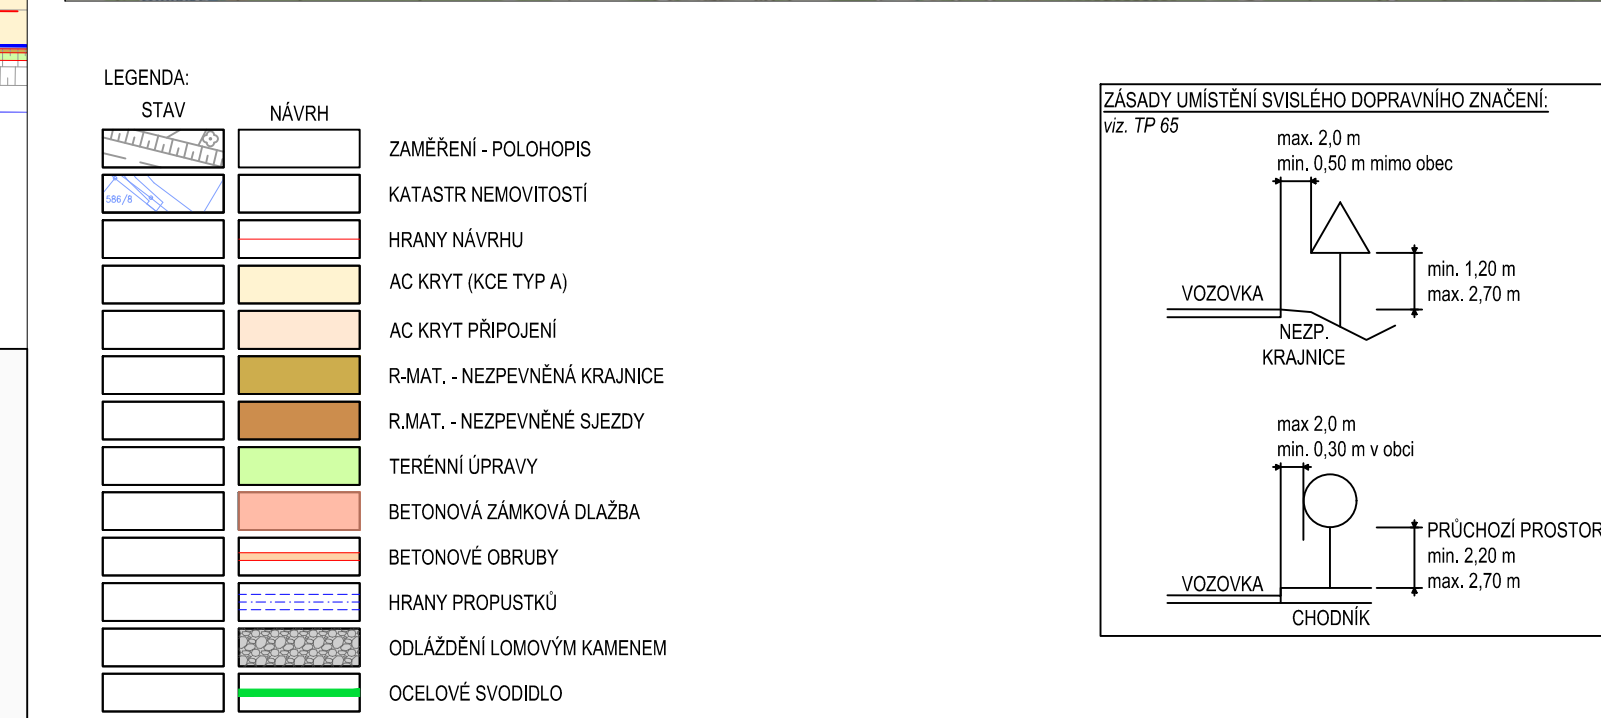 LEGENDA:
STAV
NÁVRH
ZAMĚŘENÍ - POLOHOPIS
586/8
KATASTR NEMOVITOSTÍ
HRANY NÁVRHU
AC KRYT (KCE TYP A)
AC KRYT PŘIPOJENÍ
R-MAT. - NEZPEVNĚNÁ KRAJNICE
R.MAT. - NEZPEVNĚNÉ SJEZDY
TERÉNNÍ ÚPRAVY
BETONOVÁ ZÁMKOVÁ DLAŽBA
BETONOVÉ OBRUBY
HRANY PROPUSTKŮ
ODLÁŽDĚNÍ LOMOVÝM KAMENEM
OCELOVÉ SVODIDLO
ZÁSADY UMÍSTĚNÍ SVISLÉHO DOPRAVNÍHO ZNAČENÍ:
viz. TP 65
max. 2,0 m
min. 0,50 m mimo obec
min. 1,20 m
max. 2,70 m
VOZOVKA
NEZP.
KRAJNICE
max 2,0 m
min. 0,30 m v obci
PRŮCHOZÍ PROSTOR
min. 2,20 m
max. 2,70 m
VOZOVKA
CHODNÍK